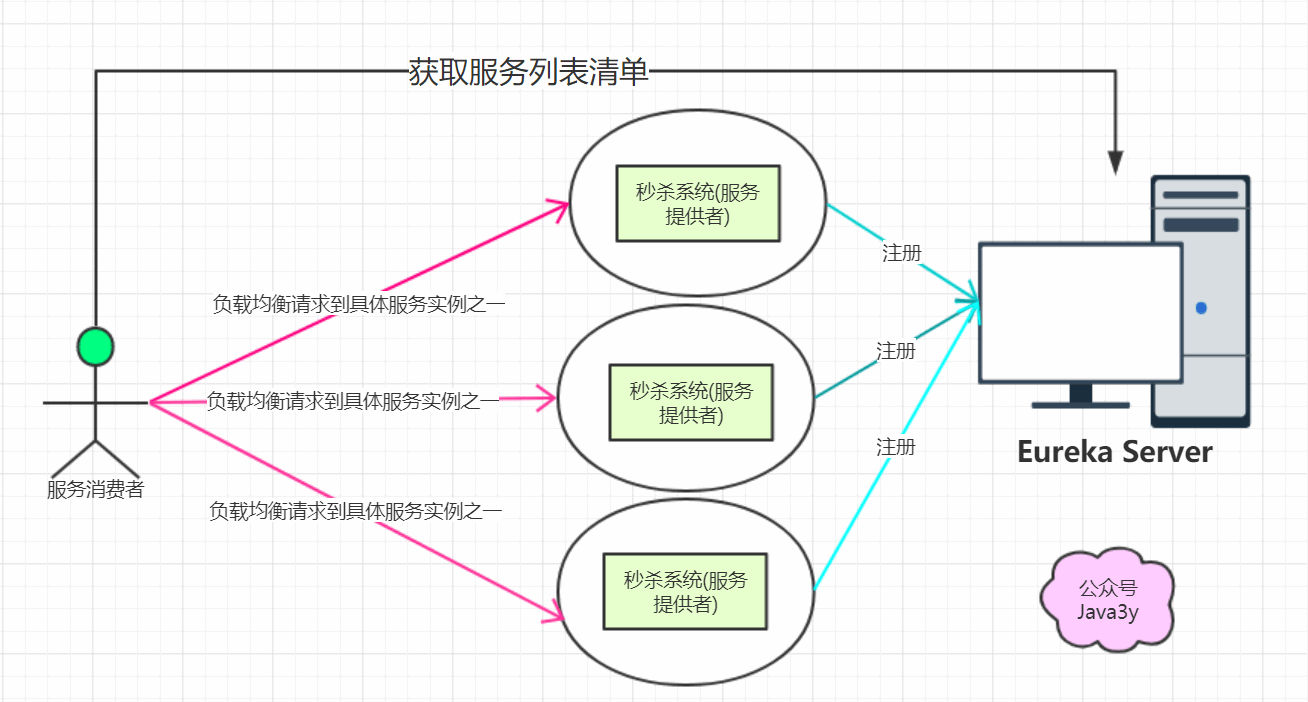 获取服务列表清单
秒杀系统(服务
提供者)
注册
负载均衡请求到具体服务实例之一
秒杀系统(服务
提供者)
注册
负载均衡请求到具体服务实例之一
注册
Eureka Server
服务消费者
负载均衡请求到具体服务实例之一
秒杀系统(服务
提供者)
公众号
Java3y